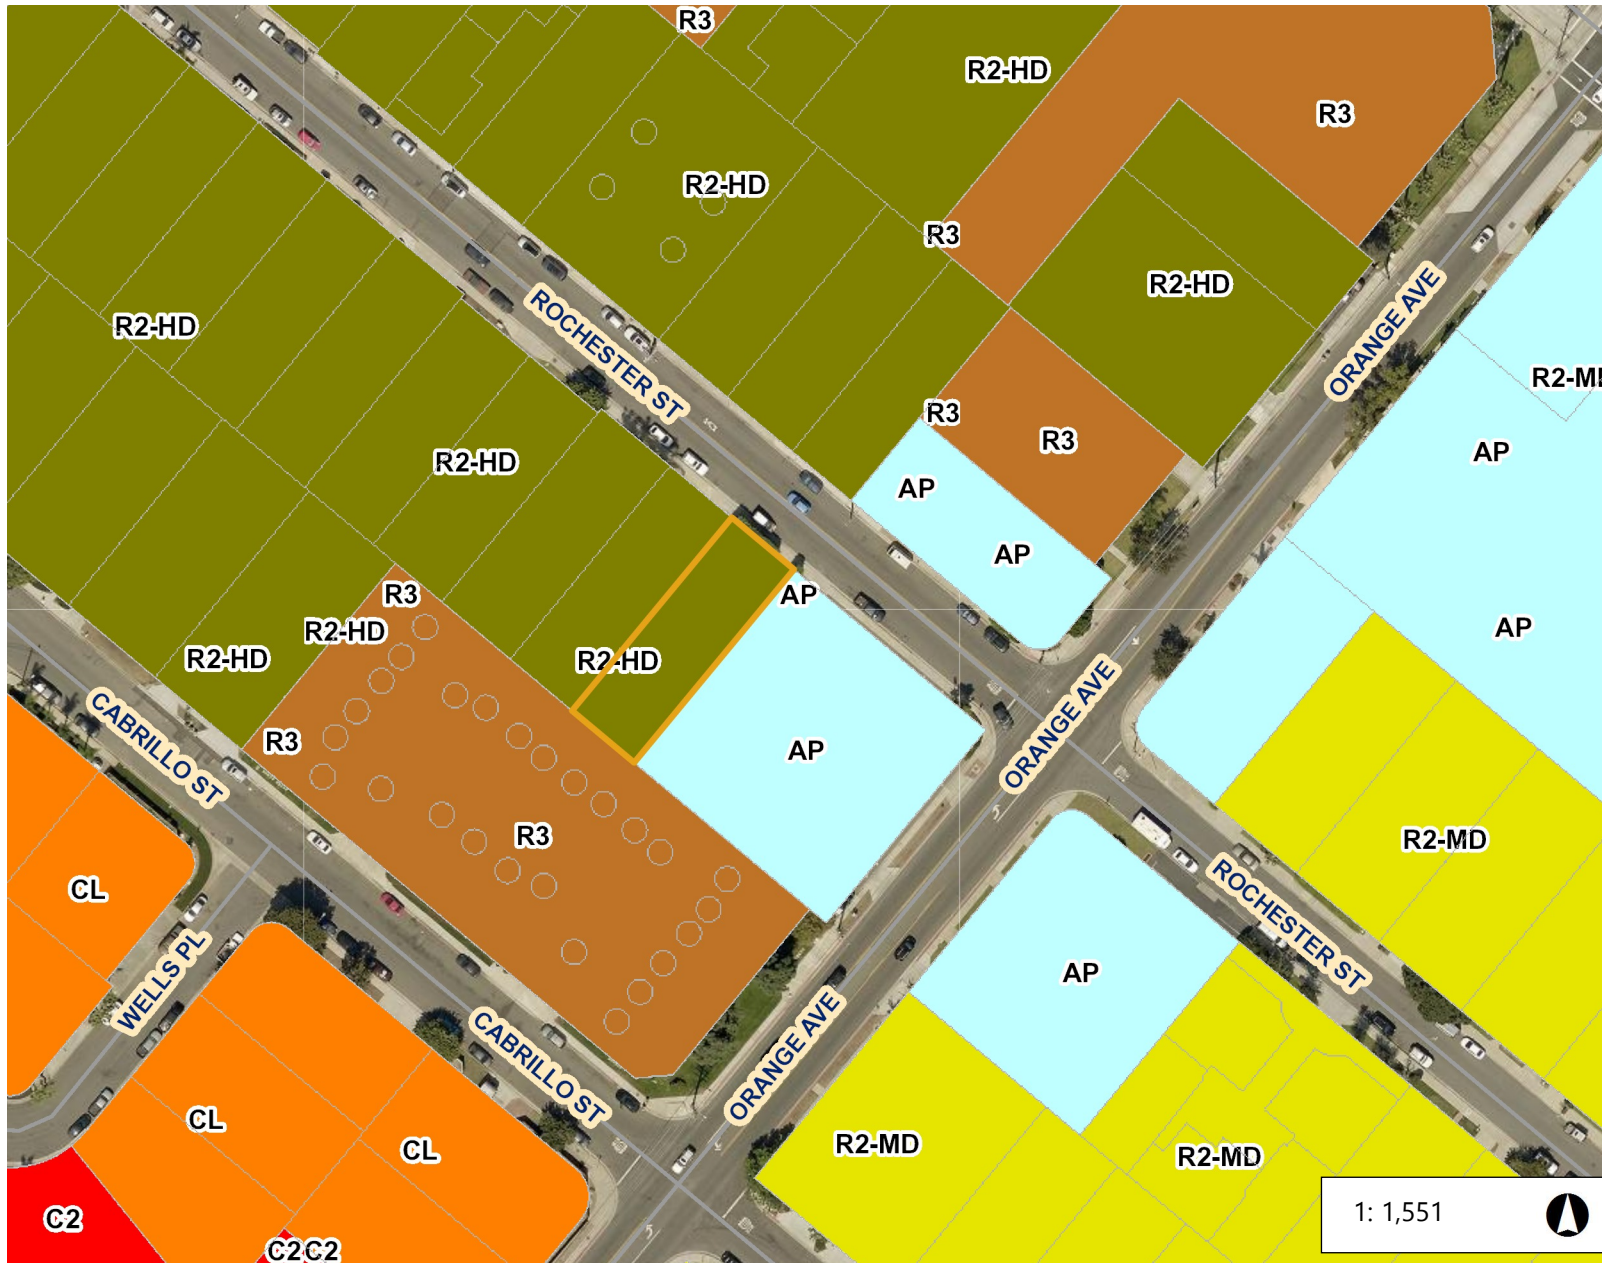 R3
R2-HD
R3
R2-HD
R3
R2-HD
ORANGE AVE
R2-HD
ROCHESTER ST
R2-MD
R3
R3
AP
R2-HD
AP
AP
R3
AP
AP
R2-HD
R2-HD
R2-HD
ORANGE AVE
CABRILLO ST
R3
AP
R3
R2-MD
CL
ROCHESTER ST
WELLS PL
AP
ORANGE AVE
CABRILLO ST
CL
CL
R2-MD
R2-MD
C2
C2
C2
1: 1,551